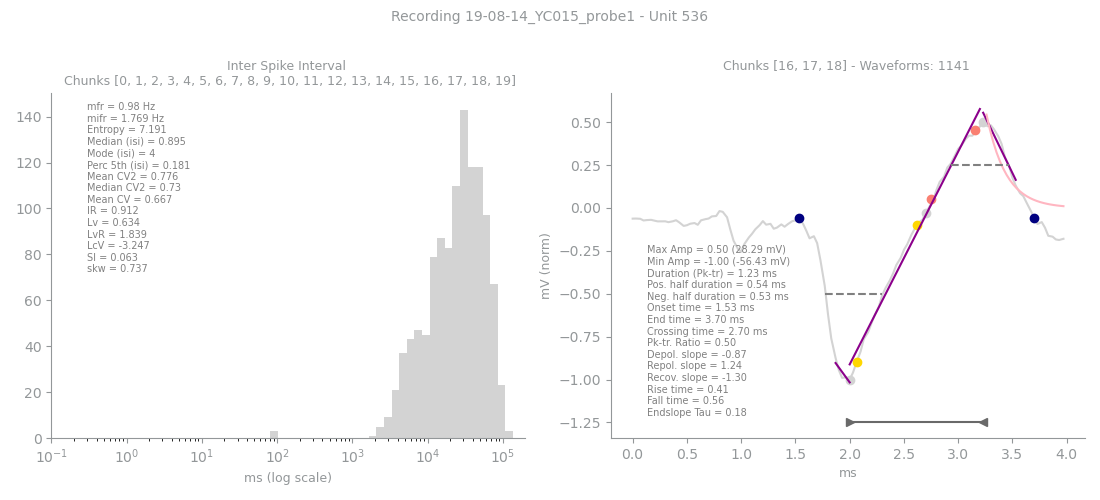 Recording 19-08-14_YC015_probe1 - Unit 536
Inter Spike Interval
Chunks [0, 1, 2, 3, 4, 5, 6, 7, 8, 9, 10, 11, 12, 13, 14, 15, 16, 17, 18, 19]
140
120
100
80
60
40
20
0
mfr = 0.98 Hz
mifr = 1.769 Hz
Entropy = 7.191
Median (isi) = 0.895
Mode (isi) = 4
Perc 5th (isi) = 0.181
Mean CV2 = 0.776
Median CV2 = 0.73
Mean CV = 0.667
IR = 0.912
Lv = 0.634
LvR = 1.839
LcV = -3.247
SI = 0.063
skw = 0.737
10⁻¹ 10⁰ 10¹ 10² 10³ 10⁴ 10⁵
ms (log scale)
Chunks [16, 17, 18] - Waveforms: 1141
mV (norm)
0.50
0.25
0.00
−0.25
−0.50
−0.75
−1.00
−1.25
Max Amp = 0.50 (28.29 mV)
Min Amp = -1.00 (-56.43 mV)
Duration (Pk-tr) = 1.23 ms
Pos. half duration = 0.54 ms
Neg. half duration = 0.53 ms
Onset time = 1.53 ms
End time = 3.70 ms
Crossing time = 2.70 ms
Pk-tr. Ratio = 0.50
Depol. slope = -0.87
Repol. slope = 1.24
Recov. slope = -1.30
Rise time = 0.41
Fall time = 0.56
Endslope Tau = 0.18
0.0 0.5 1.0 1.5 2.0 2.5 3.0 3.5 4.0
ms